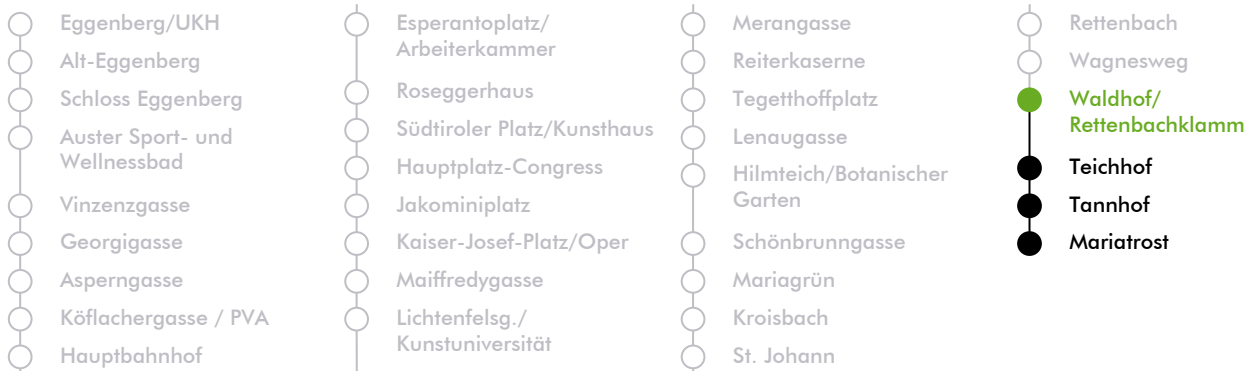 Eggenberg/UKH
Alt-Eggenberg
Schloss Eggenberg
Auster Sport- und
Wellnessbad
Vinzenzgasse
Georgigasse
Asperngasse
Köflachergasse / PVA
Hauptbahnhof
Esperantoplatz/
Arbeiterkammer
Roseggerhaus
Südtiroler Platz/Kunsthaus
Hauptplatz-Congress
Jakominiplatz
Kaiser-Josef-Platz/Oper
Maiffredygasse
Lichtenfelsg./
Kunstuniversität
Merangasse
Reiterkaserne
Tegetthoffplatz
Lenaugasse
Hilmteich/Botanischer
Garten
Schönbrunngasse
Mariagrün
Kroisbach
St. Johann
Rettenbach
Wagnesweg
Waldhof/
Rettenbachklamm
Teichhof
Tannhof
Mariatrost